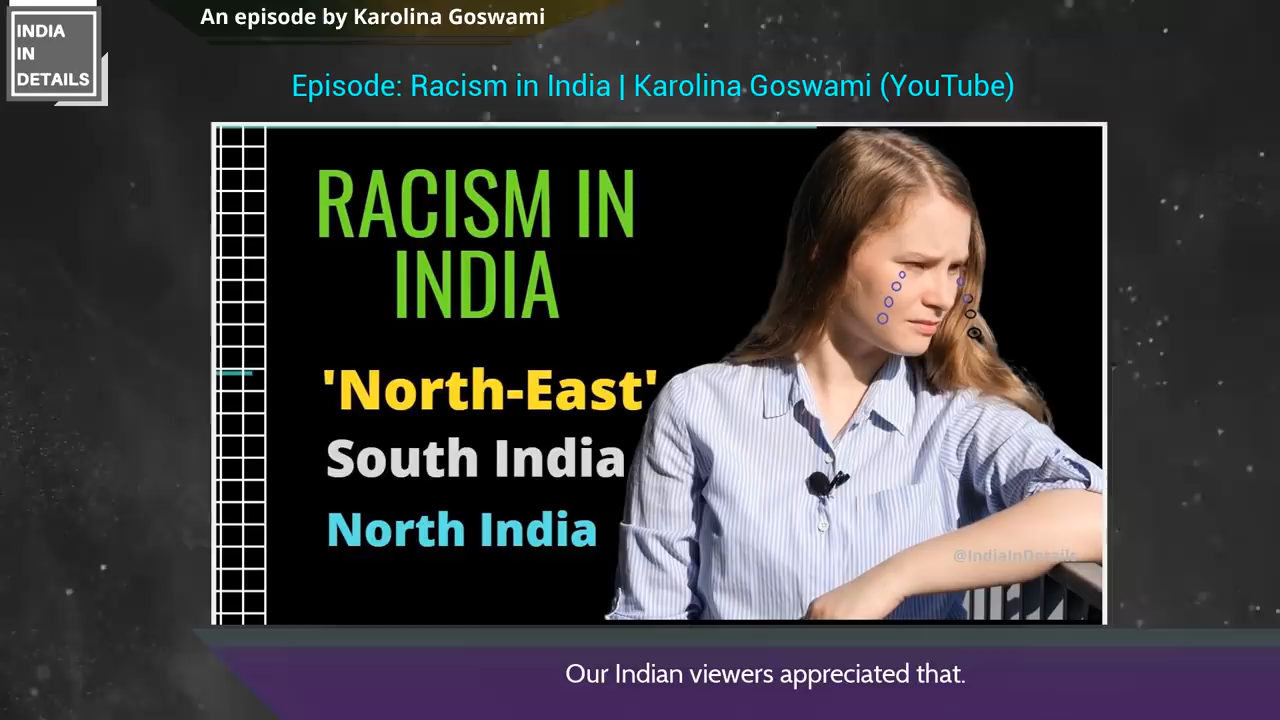 An episode by Karolina Goswami
INDIA
IN
DETAILS
Episode: Racism in India | Karolina Goswami (YouTube)
RACISM IN
INDIA
'North-East'
South India
North India
@IndiaInDetails
Our Indian viewers appreciated that.